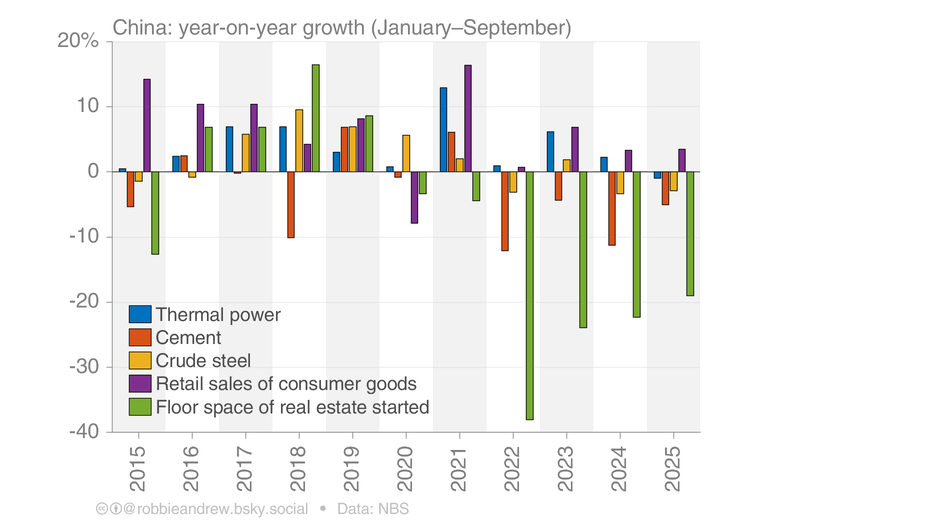 China: year-on-year growth (January–September)
20%
10
0
-10
-20
-30
-40
Thermal power
Cement
Crude steel
Retail sales of consumer goods
Floor space of real estate started
2015 2016 2017 2018 2019 2020 2021 2022 2023 2024 2025
@robbieandrew.bsky.social • Data: NBS